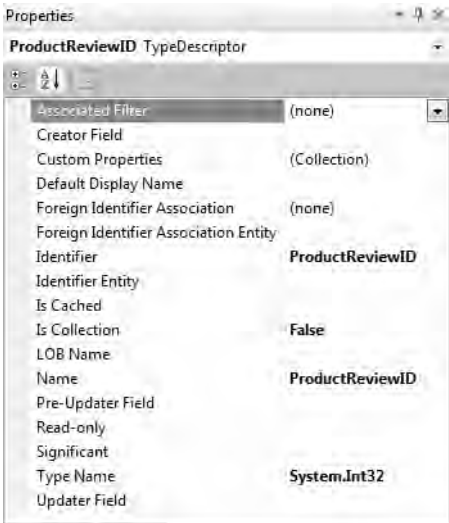 Properties
ProductReviewID TypeDescriptor
Associated Filter (none)
Creator Field
Custom Properties (Collection)
Default Display Name
Foreign Identifier Association (none)
Foreign Identifier Association Entity
Identifier ProductReviewID
Identifier Entity
Is Cached
Is Collection False
LOB Name
Name ProductReviewID
Pre-Updater Field
Read-only
Significant
Type Name System.Int32
Updater Field